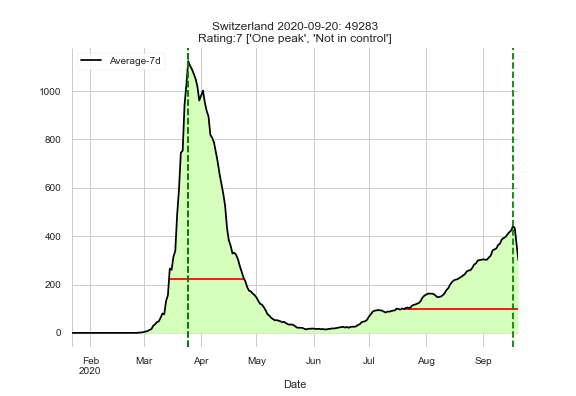 Switzerland 2020-09-20: 49283
Rating:7 ['One peak', 'Not in control']
Average-7d
1000
800
600
400
200
0
Feb Mar Apr May Jun Jul Aug Sep
2020
Date